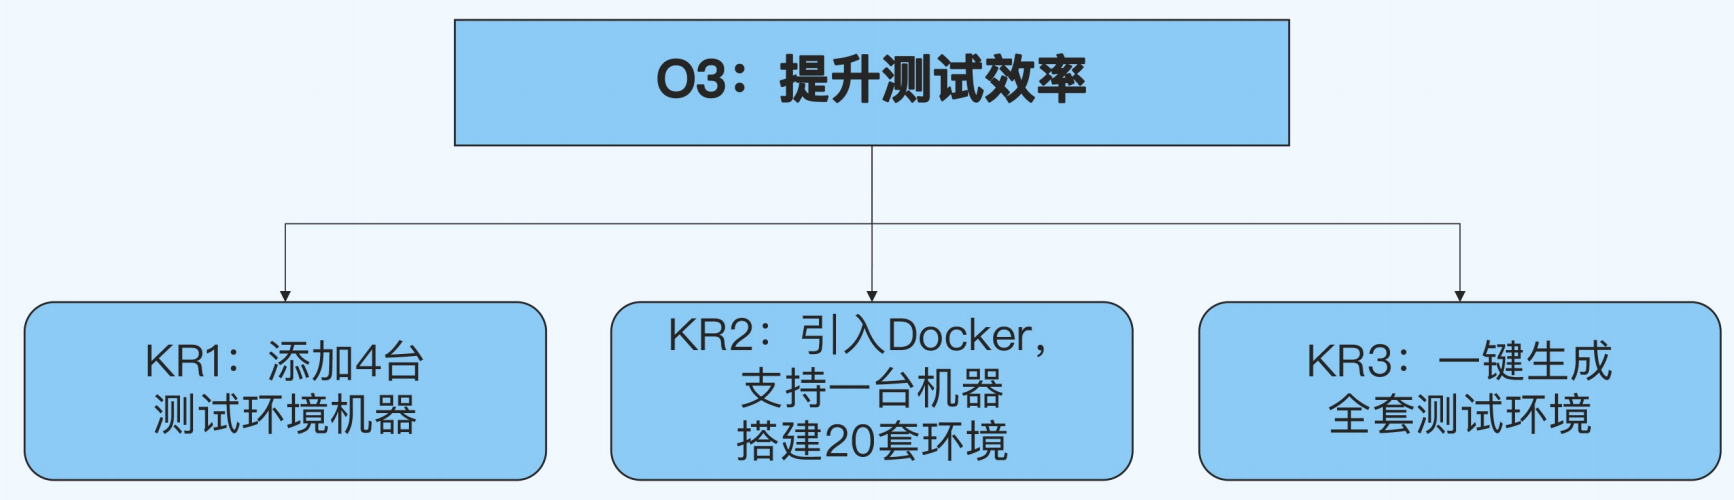 O3：提升测试效率
KR1：添加4台
测试环境机器
KR2：引入Docker，
支持一台机器
搭建20套环境
KR3：一键生成
全套测试环境